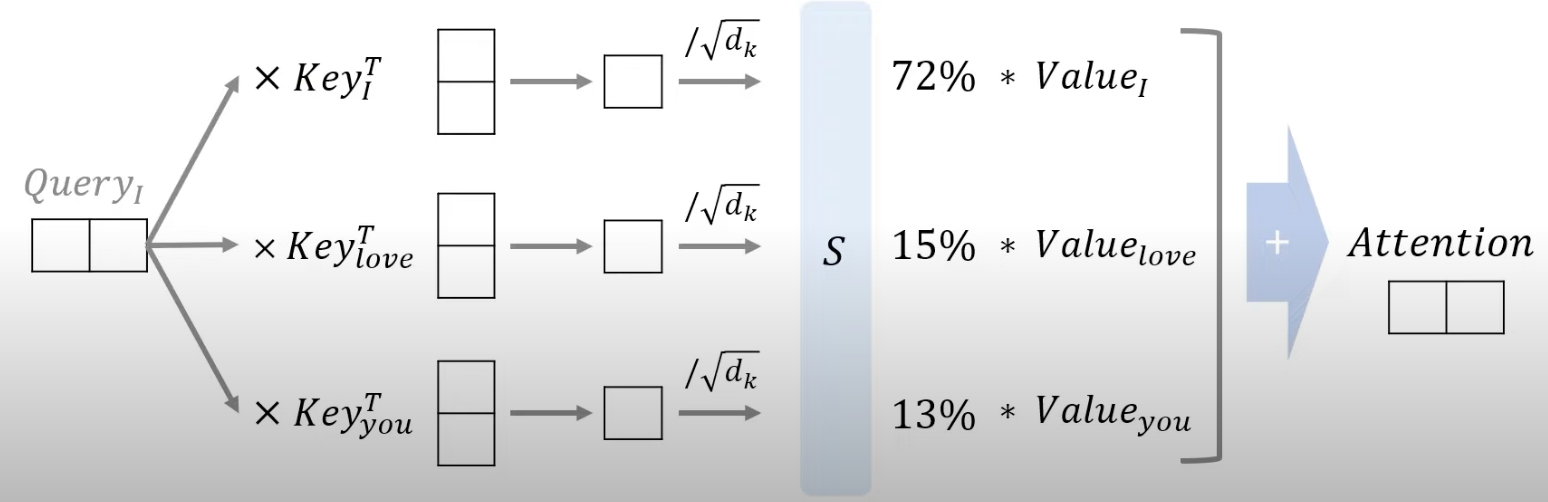 /√d_k
× Key_I^T
72% * Value_I
Query_I
/√d_k
× Key_love^T
S
15% * Value_love
+
Attention
/√d_k
× Key_you^T
13% * Value_you